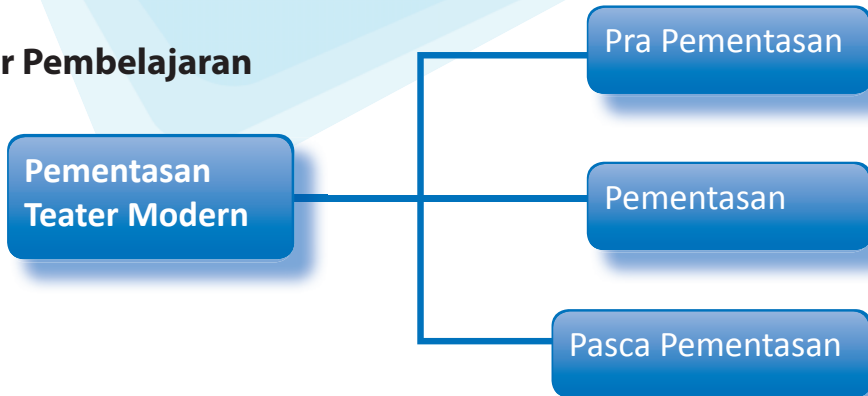 r Pembelajaran
Pementasan
Teater Modern
Pra Pementasan
Pementasan
Pasca Pementasan